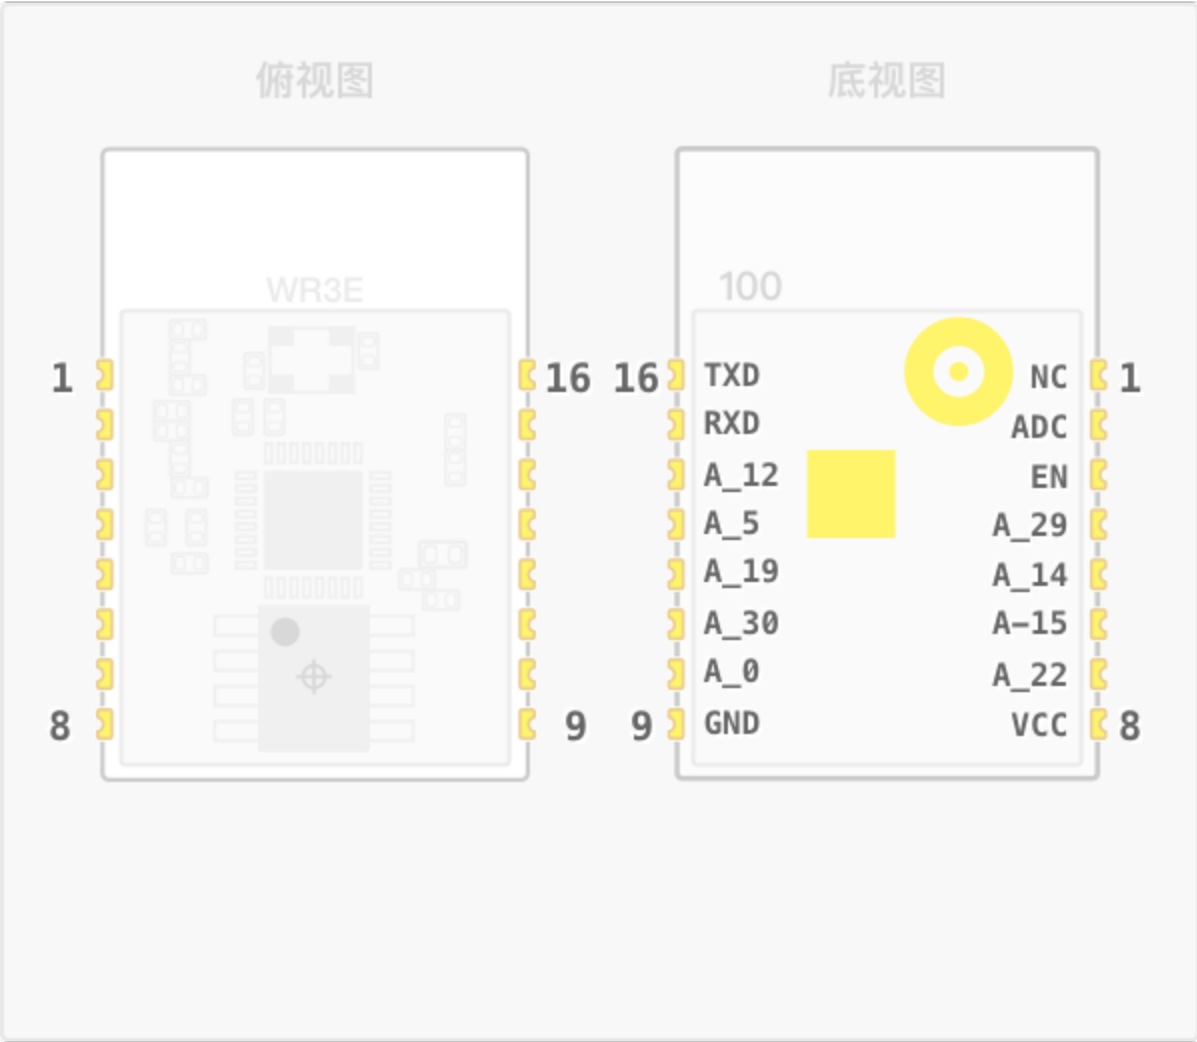 俯视图 底视图
WR3E
100
1 16 16 TXD NC 1
RXD ADC
A_12 EN
A_5 A_29
A_19 A_14
A_30 A-15
A_0 A_22
8 9 9 GND VCC 8